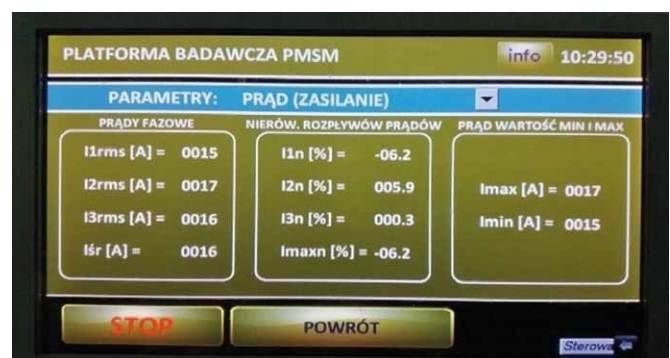 PLATFORMA BADAWCZA PMSM
info
10:29:50
PARAMETRY: PRĄD (ZASILANIE)
PRĄDY FAZOWE
I1rms [A] = 0015
I2rms [A] = 0017
I3rms [A] = 0016
Iśr [A] = 0016
NIERÓW. ROZPŁYWÓW PRĄDÓW
I1n [%] = -06.2
I2n [%] = 005.9
I3n [%] = 000.3
Imaxn [%] = -06.2
PRĄD WARTOŚĆ MIN I MAX
Imax [A] = 0017
Imin [A] = 0015
STOP
POWRÓT